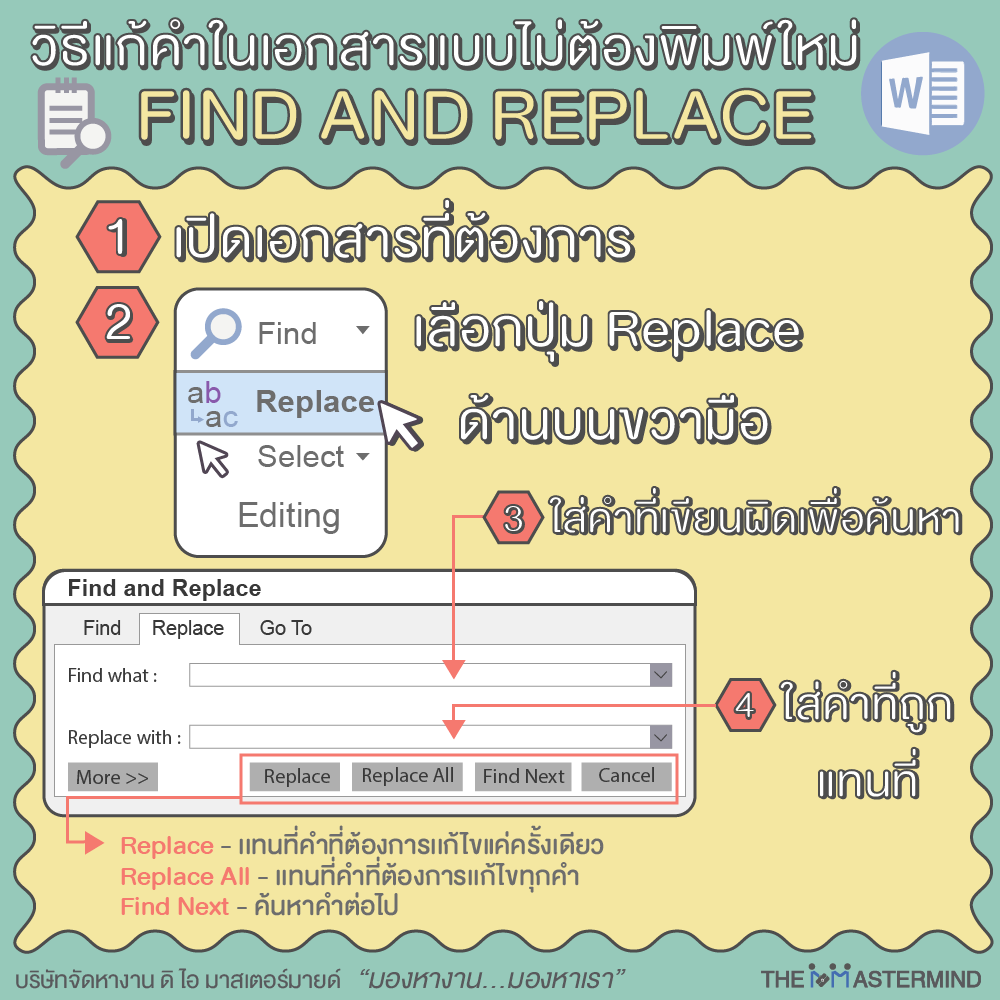 วิธีแก้คำในเอกสารแบบไม่ต้องพิมพ์ใหม่
FIND AND REPLACE
W
1 เปิดเอกสารที่ต้องการ
2
Find
ab
ac
Replace
Select
Editing
เลือกปุ่ม Replace
ด้านบนขวามือ
3 ใส่คำที่เขียนผิดเพื่อค้นหา
Find and Replace
Find Replace Go To
Find what :
Replace with :
4 ใส่คำที่ถูก
แทนที่
More >> Replace Replace All Find Next Cancel
Replace - แทนที่คำที่ต้องการแก้ไขแค่ครั้งเดียว
Replace All - แทนที่คำที่ต้องการแก้ไขทุกคำ
Find Next - ค้นหาคำต่อไป
บริษัทจัดหางาน ดิ ไอ มาสเตอร์มายด์ “มองหางาน...มองหาเรา” THE MASTERMIND